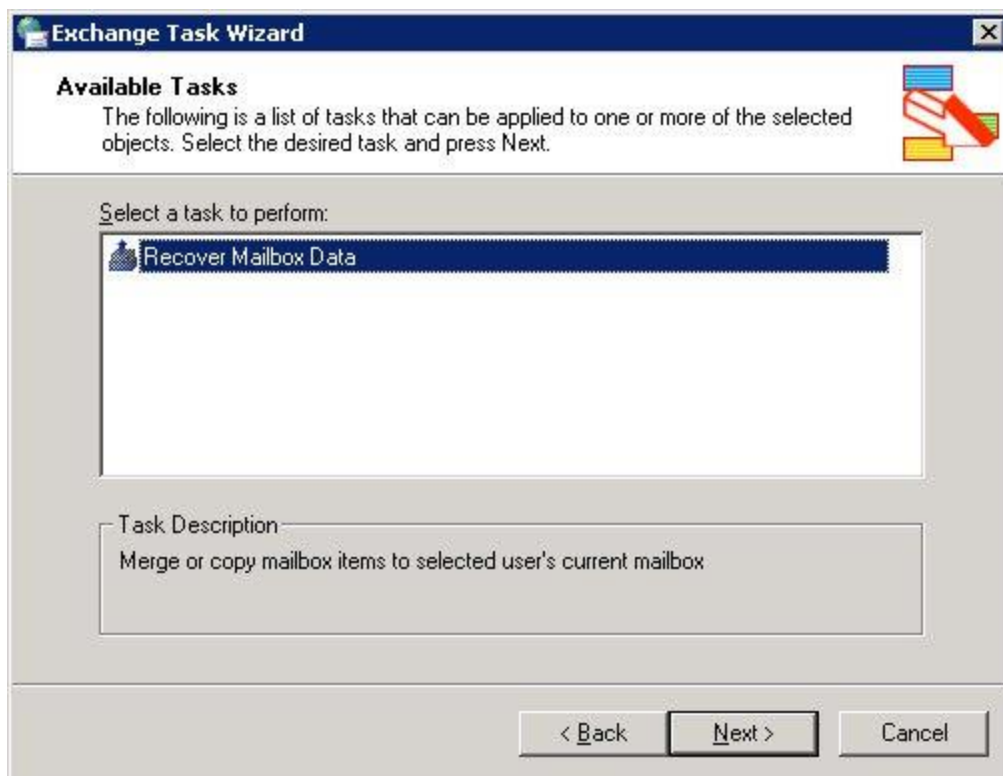 Exchange Task Wizard
Available Tasks
The following is a list of tasks that can be applied to one or more of the selected
objects. Select the desired task and press Next.
Select a task to perform:
Recover Mailbox Data
Task Description
Merge or copy mailbox items to selected user's current mailbox
< Back Next > Cancel